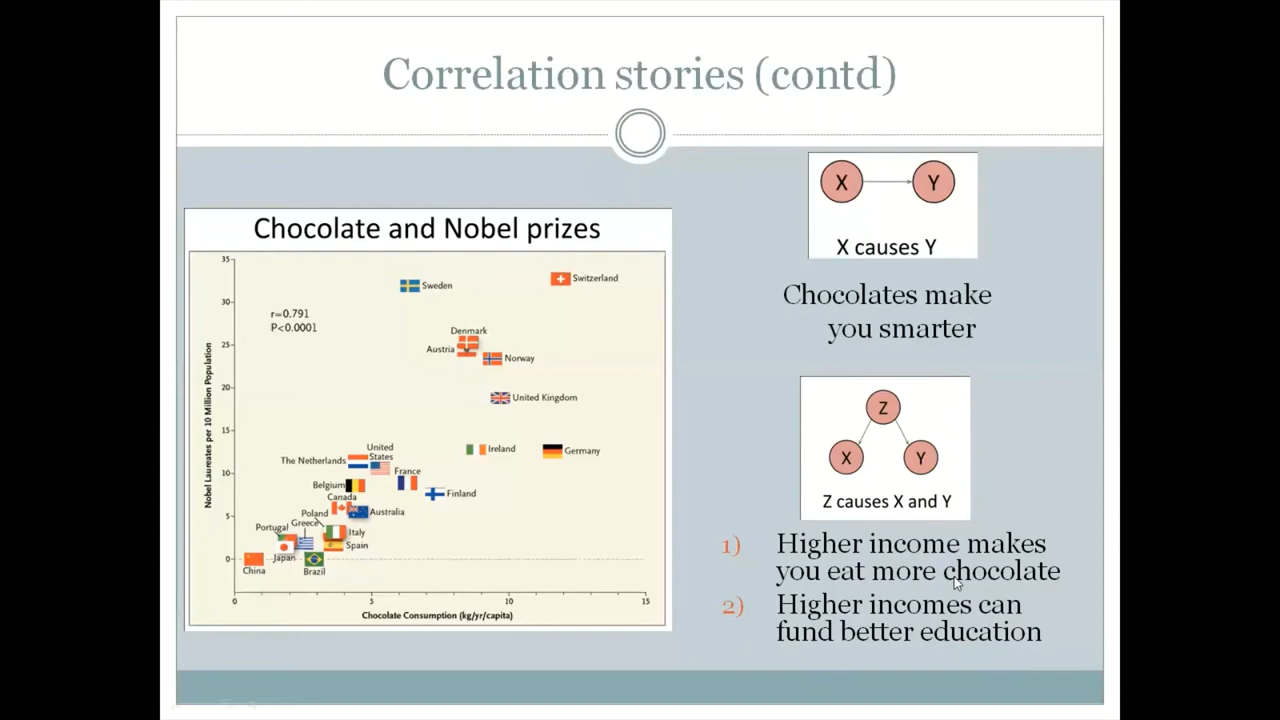 Correlation stories (contd)
Chocolate and Nobel prizes
35
30
25
20
15
10
5
0
Nobel Laureates per 10 Million Population
r=0.791
P<0.0001
Sweden
Switzerland
Denmark
Austria
Norway
United Kingdom
Ireland
Germany
United
States
The Netherlands
France
Belgium
Finland
Canada
Australia
Poland
Greece
Portugal
Italy
Japan
Spain
China
Brazil
0
5
10
15
Chocolate Consumption (kg/yr/capita)
X
Y
X causes Y
Chocolates make
you smarter
Z
X
Y
Z causes X and Y
1) Higher income makes
you eat more chocolate
2) Higher incomes can
fund better education